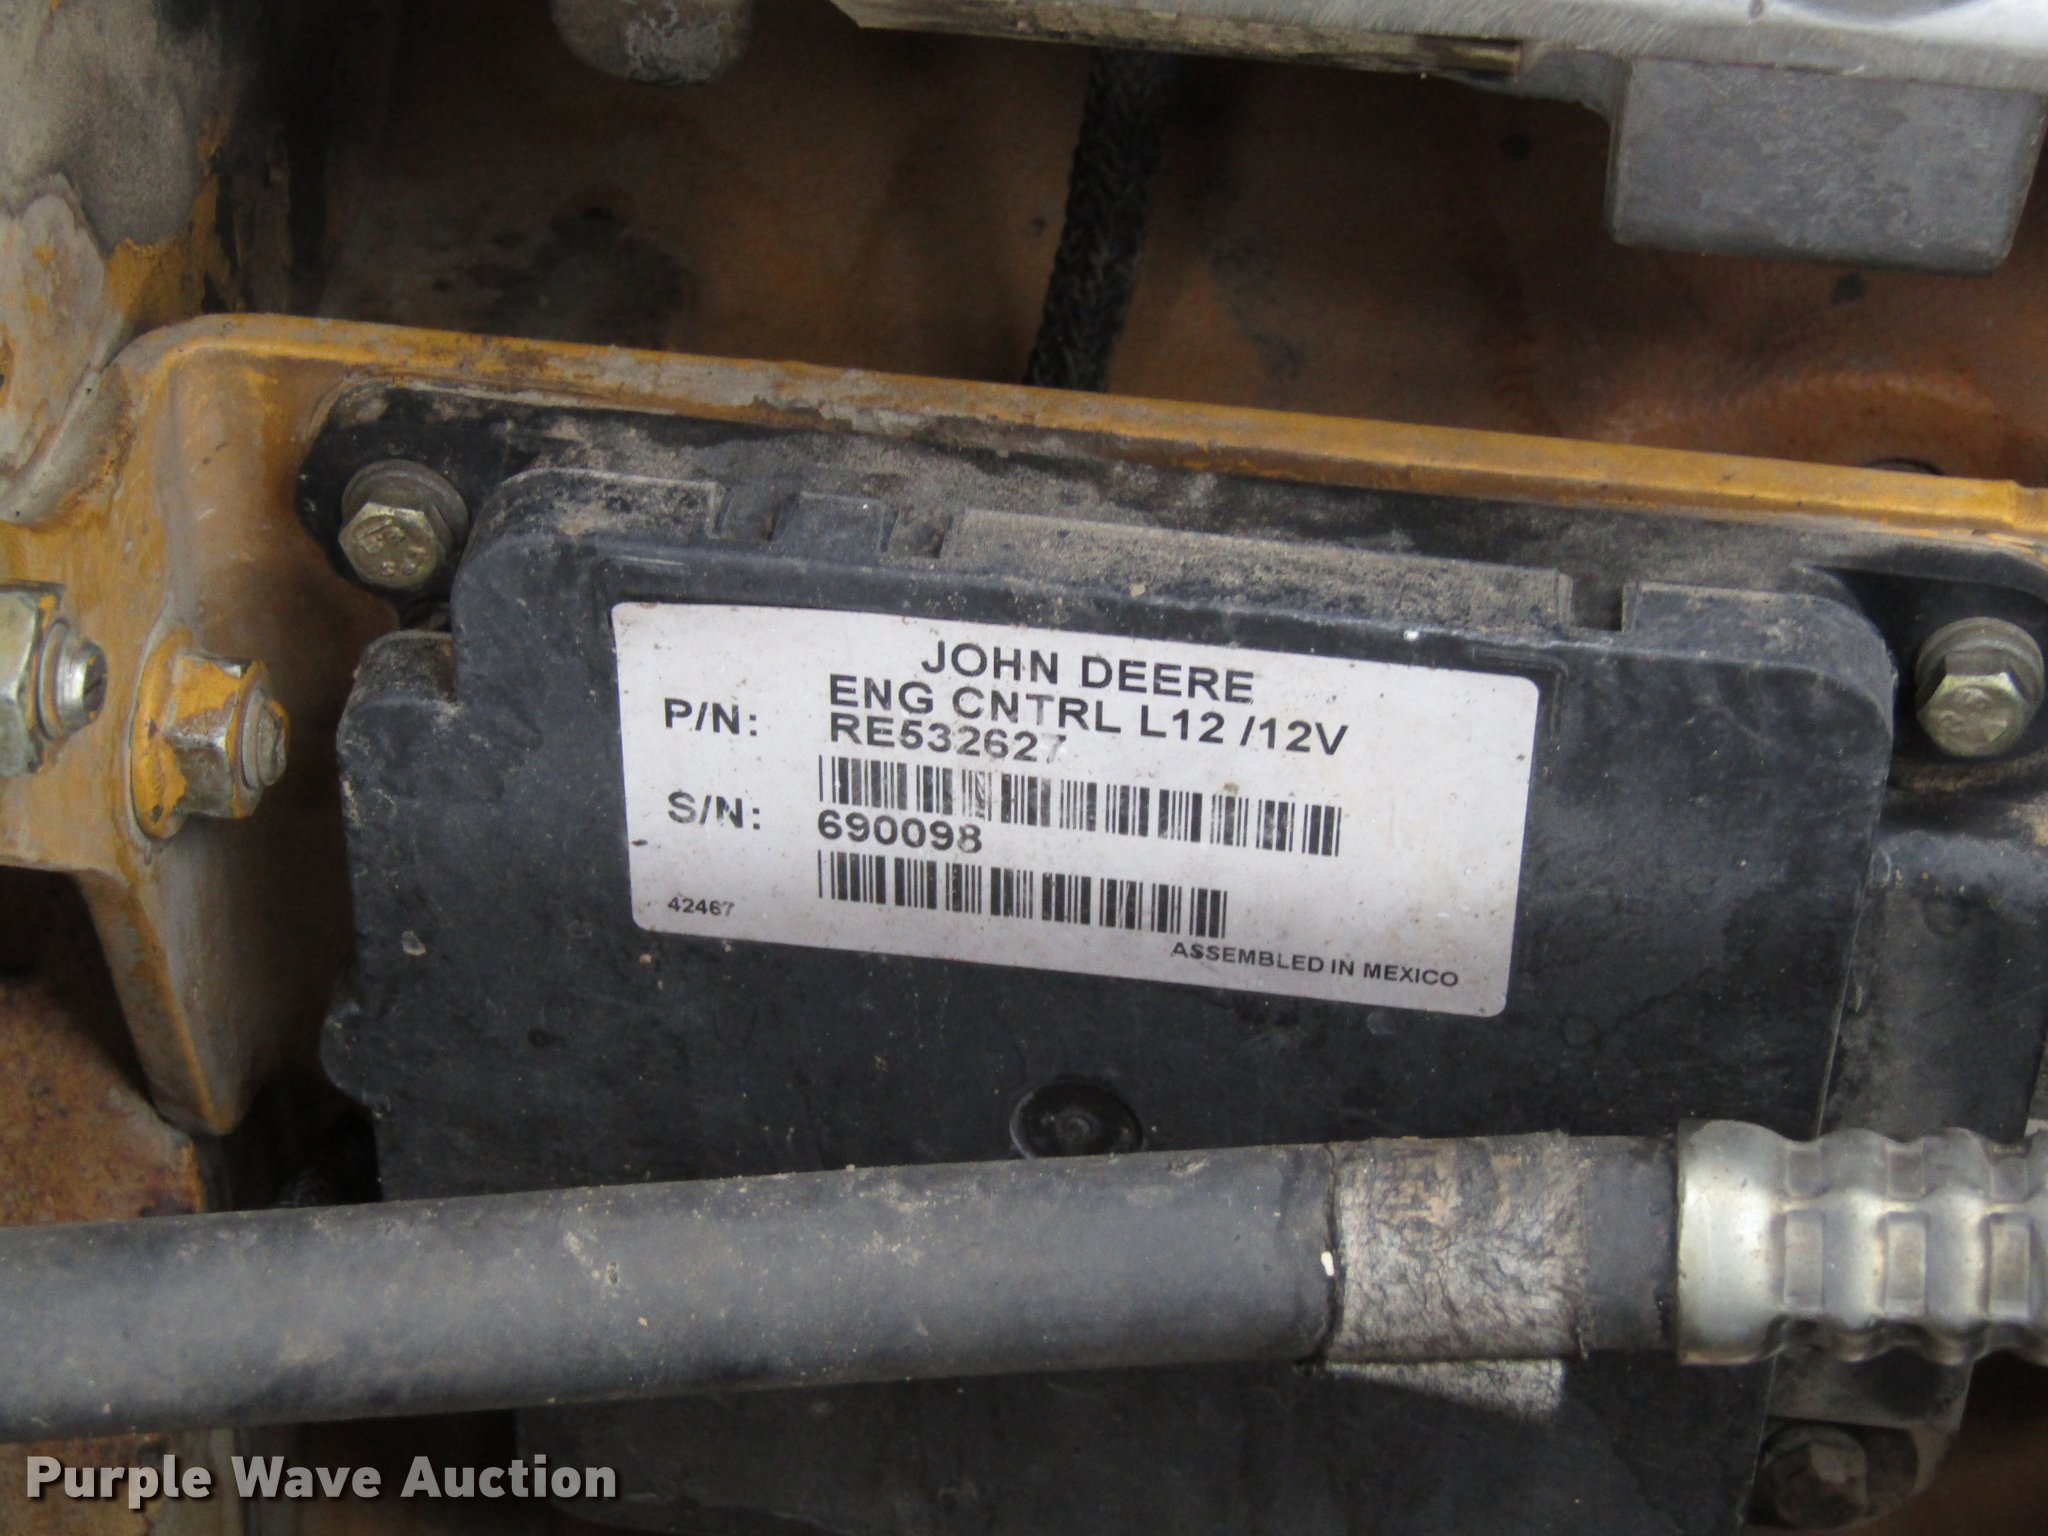 JOHN DEERE
ENG CNTRL L12 /12V
P/N: RE532627
S/N: 690098
42467
ASSEMBLED IN MEXICO
Purple Wave Auction